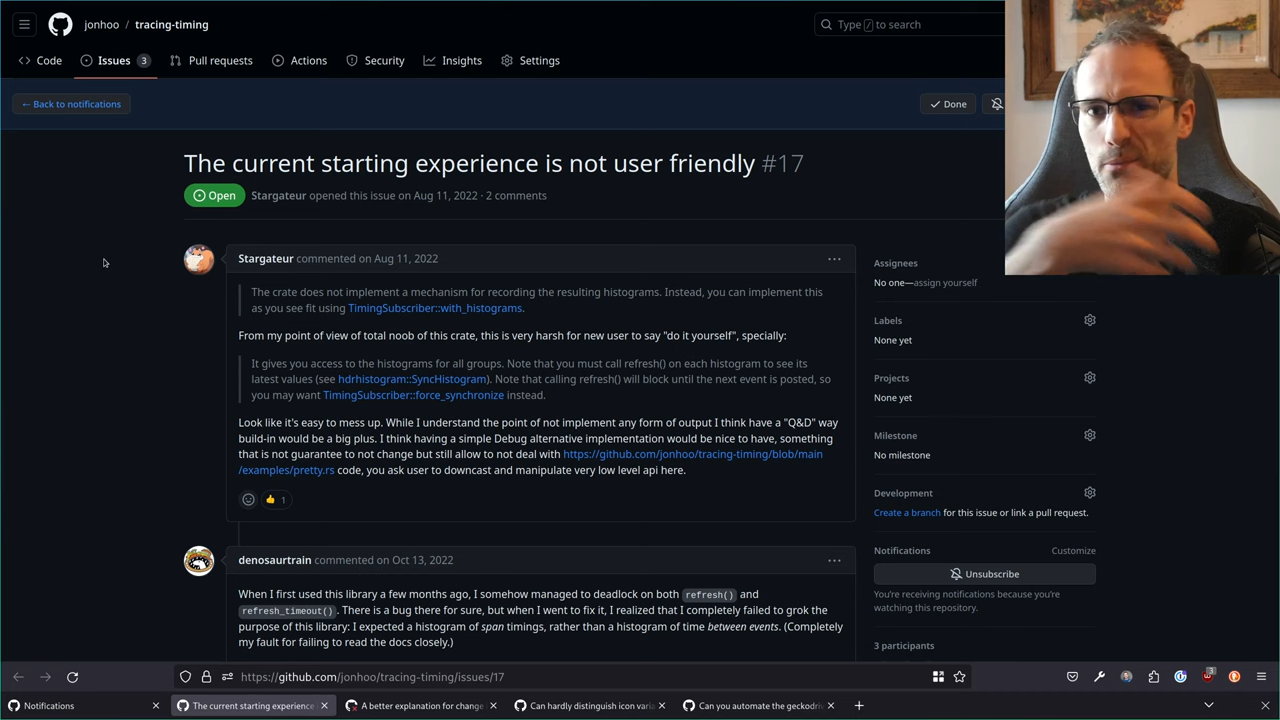 jonhoo / tracing-timing
Type / to search
Code
Issues 3
Pull requests
Actions
Security
Insights
Settings
← Back to notifications
Done
The current starting experience is not user friendly #17
Open
Stargateur opened this issue on Aug 11, 2022 · 2 comments
Stargateur commented on Aug 11, 2022
The crate does not implement a mechanism for recording the resulting histograms. Instead, you can implement this
as you see fit using TimingSubscriber::with_histograms.
From my point of view of total noob of this crate, this is very harsh for new user to say "do it yourself", specially:
It gives you access to the histograms for all groups. Note that you must call refresh() on each histogram to see its
latest values (see hdrhistogram::SyncHistogram). Note that calling refresh() will block until the next event is posted, so
you may want TimingSubscriber::force_synchronize instead.
Look like it's easy to mess up. While I understand the point of not implement any form of output I think have a "Q&D" way
build-in would be a big plus. I think having a simple Debug alternative implementation would be nice to have, something
that is not guarantee to not change but still allow to not deal with https://github.com/jonhoo/tracing-timing/blob/main
/examples/pretty.rs code, you ask user to downcast and manipulate very low level api here.
👍 1
denosaurtrain commented on Oct 13, 2022
When I first used this library a few months ago, I somehow managed to deadlock on both refresh() and
refresh_timeout(). There is a bug there for sure, but when I went to fix it, I realized that I completely failed to grok the
purpose of this library: I expected a histogram of span timings, rather than a histogram of time between events. (Completely
my fault for failing to read the docs closely.)
Assignees
No one—assign yourself
Labels
None yet
Projects
None yet
Milestone
No milestone
Development
Create a branch for this issue or link a pull request.
Notifications
Customize
Unsubscribe
You're receiving notifications because you're
watching this repository.
3 participants
https://github.com/jonhoo/tracing-timing/issues/17
3
Notifications
The current starting experience
A better explanation for change
Can hardly distinguish icon varia
Can you automate the geckodriv